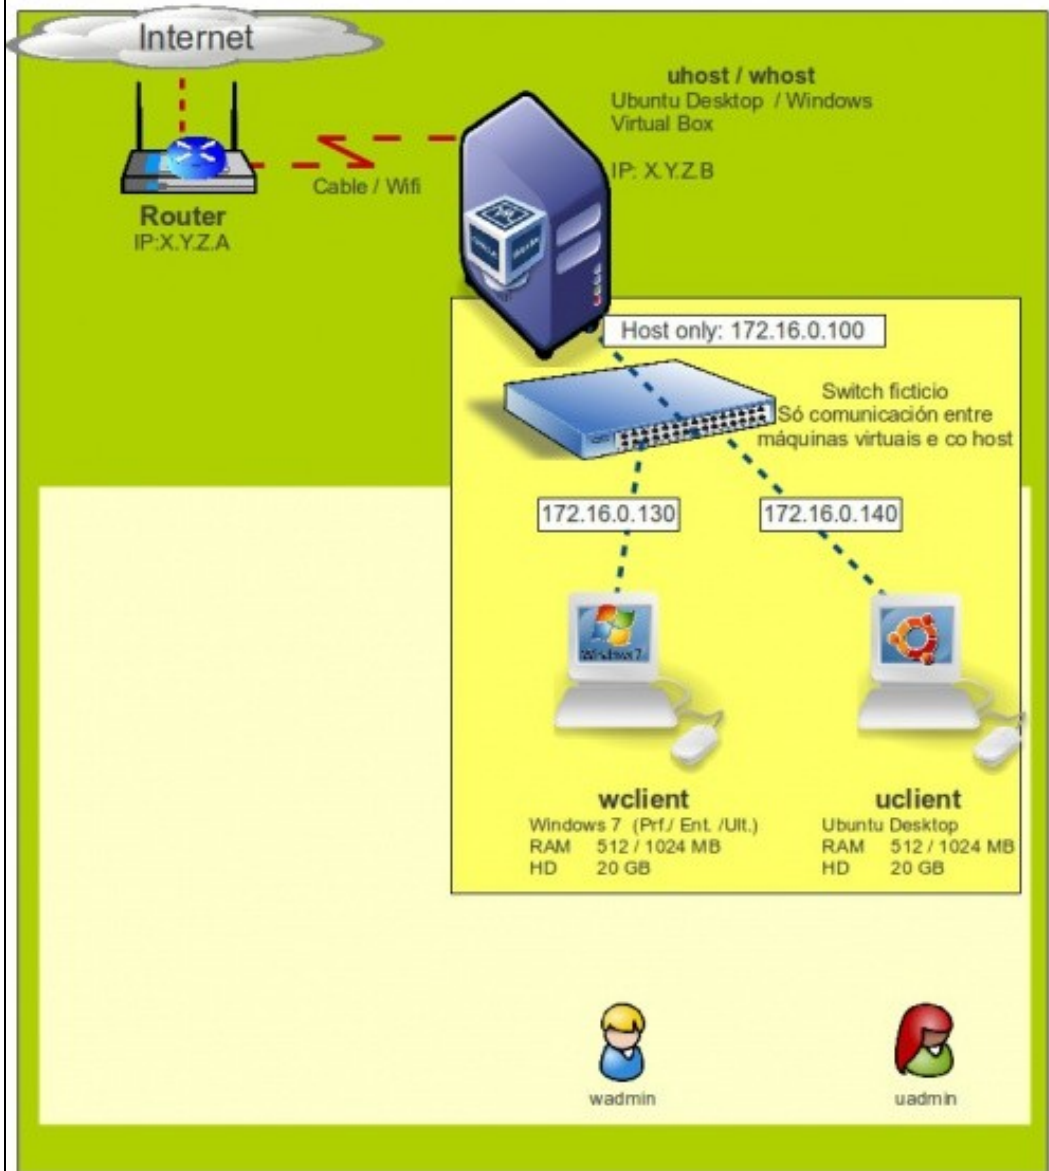 Internet
uhost / whost
Ubuntu Desktop / Windows
Virtual Box
IP: X.Y.Z.B
Cable / Wifi
Router
IP:X.Y.Z.A
Host only: 172.16.0.100
Switch ficticio
Só comunicación entre
máquinas virtuais e co host
172.16.0.130
172.16.0.140
Windows 7
wclient
Windows 7 (Prf./ Ent. /Ult.)
RAM 512 / 1024 MB
HD 20 GB
uclient
Ubuntu Desktop
RAM 512 / 1024 MB
HD 20 GB
wadmin
uadmin